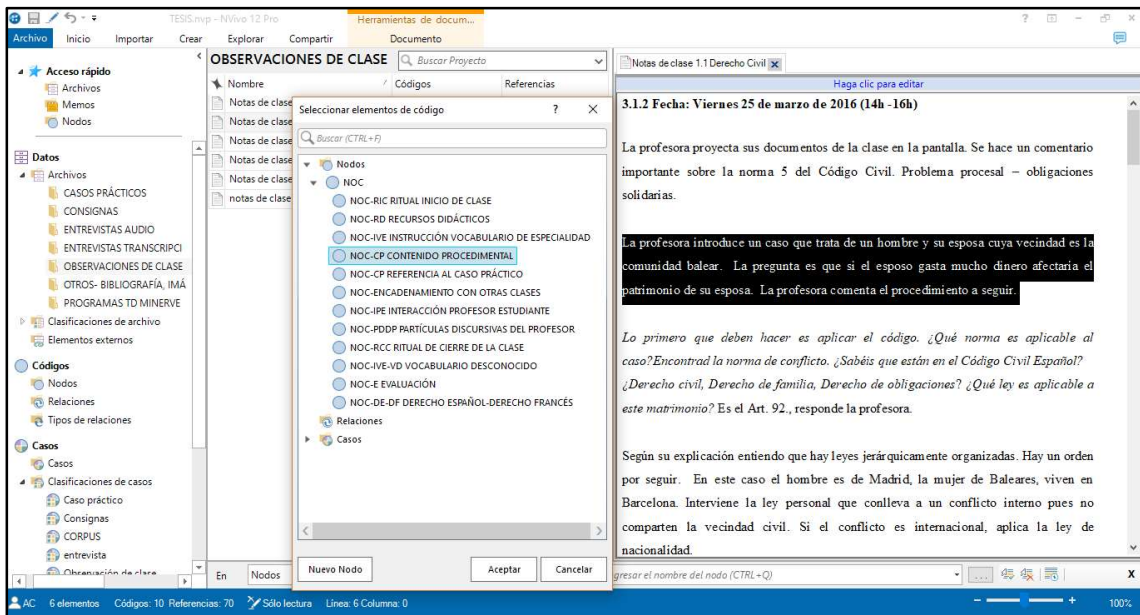 TESIS.nvp - NVivo 12 Pro
Herramientas de docum...
Archivo
Inicio
Importar
Crear
Explorar
Compartir
Documento
Acceso rápido
Archivos
Memos
Nodos
Datos
Archivos
CASOS PRÁCTICOS
CONSIGNAS
ENTREVISTAS AUDIO
ENTREVISTAS TRANSCRIPCI
OBSERVACIONES DE CLASE
OTROS- BIBLIOGRAFÍA, IMÁ
PROGRAMAS TD MINERVE
Clasificaciones de archivo
Elementos externos
Códigos
Nodos
Relaciones
Tipos de relaciones
Casos
Casos
Clasificaciones de casos
Caso práctico
Consignas
CORPUS
entrevista
Observación de clase
OBSERVACIONES DE CLASE
Buscar Proyecto
Nombre
Códigos
Referencias
Notas de clase
Notas de clase
Notas de clase
Notas de clase
Notas de clase
notas de clase
Seleccionar elementos de código
? ×
Buscar (CTRL+F)
Nodos
NOC
NOC-RIC RITUAL INICIO DE CLASE
NOC-RD RECURSOS DIDÁCTICOS
NOC-IVE INSTRUCCIÓN VOCABULARIO DE ESPECIALIDAD
NOC-CP CONTENIDO PROCEDIMENTAL
NOC-CP REFERENCIA AL CASO PRÁCTICO
NOC-ENCADENAMIENTO CON OTRAS CLASES
NOC-IPE INTERACCIÓN PROFESOR ESTUDIANTE
NOC-PDDP PARTÍCULAS DISCURSIVAS DEL PROFESOR
NOC-RCC RITUAL DE CIERRE DE LA CLASE
NOC-IVE-VD VOCABULARIO DESCONOCIDO
NOC-E EVALUACIÓN
NOC-DE-DF DERECHO ESPAÑOL-DERECHO FRANCÉS
Relaciones
Casos
Nuevo Nodo
Aceptar
Cancelar
Notas de clase 1.1 Derecho Civil
Haga clic para editar
3.1.2 Fecha: Viernes 25 de marzo de 2016 (14h -16h)
La profesora proyecta sus documentos de la clase en la pantalla. Se hace un comentario
importante sobre la norma 5 del Código Civil. Problema procesal – obligaciones
solidarias.
La profesora introduce un caso que trata de un hombre y su esposa cuya vecindad es la
comunidad balear. La pregunta es que si el esposo gasta mucho dinero afectaria el
patrimonio de su esposa. La profesora comenta el procedimiento a seguir.
Lo primero que deben hacer es aplicar el código. ¿Qué norma es aplicable al
caso?Encontrad la norma de conflicto. ¿Sabéis que están en el Código Civil Español?
¿Derecho civil, Derecho de familia, Derecho de obligaciones? ¿Qué ley es aplicable a
este matrimonio? Es el Art. 92., responde la profesora.
Según su explicación entiendo que hay leyes jerárquicamente organizadas. Hay un orden
por seguir. En este caso el hombre es de Madrid, la mujer de Baleares, viven en
Barcelona. Interviene la ley personal que conlleva a un conflicto interno pues no
comparten la vecindad civil. Si el conflicto es internacional, aplica la ley de
nacionalidad.
En
Nodos
gresar el nombre del nodo (CTRL+Q)
X
AC
6 elementos
Códigos: 10
Referencias: 70
Sólo lectura
Línea: 6 Columna: 0
100%